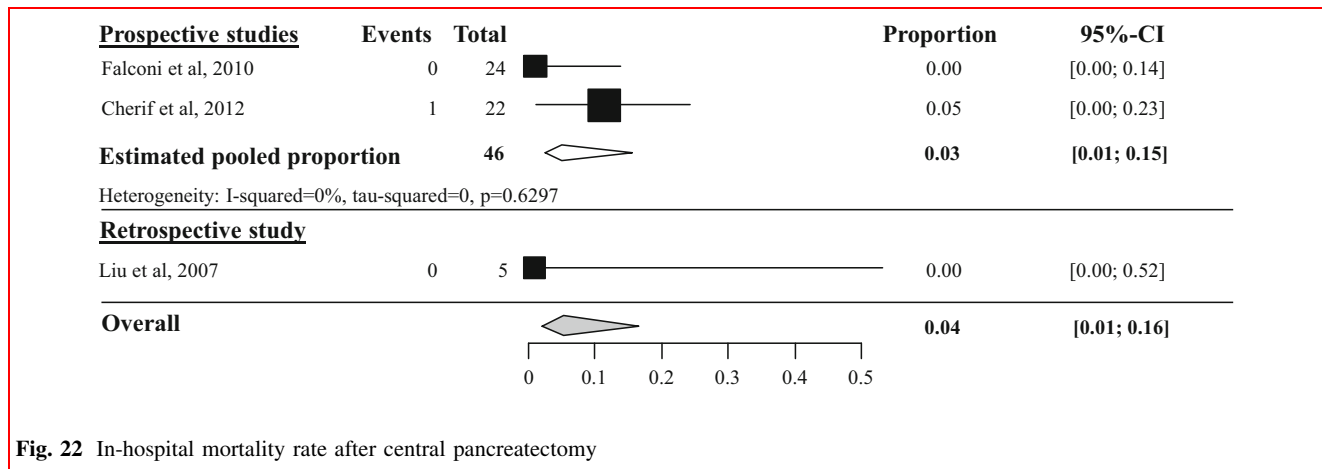 Prospective studies Events Total Proportion 95%-CI
Falconi et al, 2010 0 24 0.00 [0.00; 0.14]
Cherif et al, 2012 1 22 0.05 [0.00; 0.23]
Estimated pooled proportion 46 0.03 [0.01; 0.15]
Heterogeneity: I-squared=0%, tau-squared=0, p=0.6297
Retrospective study
Liu et al, 2007 0 5 0.00 [0.00; 0.52]
Overall 0.04 [0.01; 0.16]
0 0.1 0.2 0.3 0.4 0.5
Fig. 22 In-hospital mortality rate after central pancreatectomy